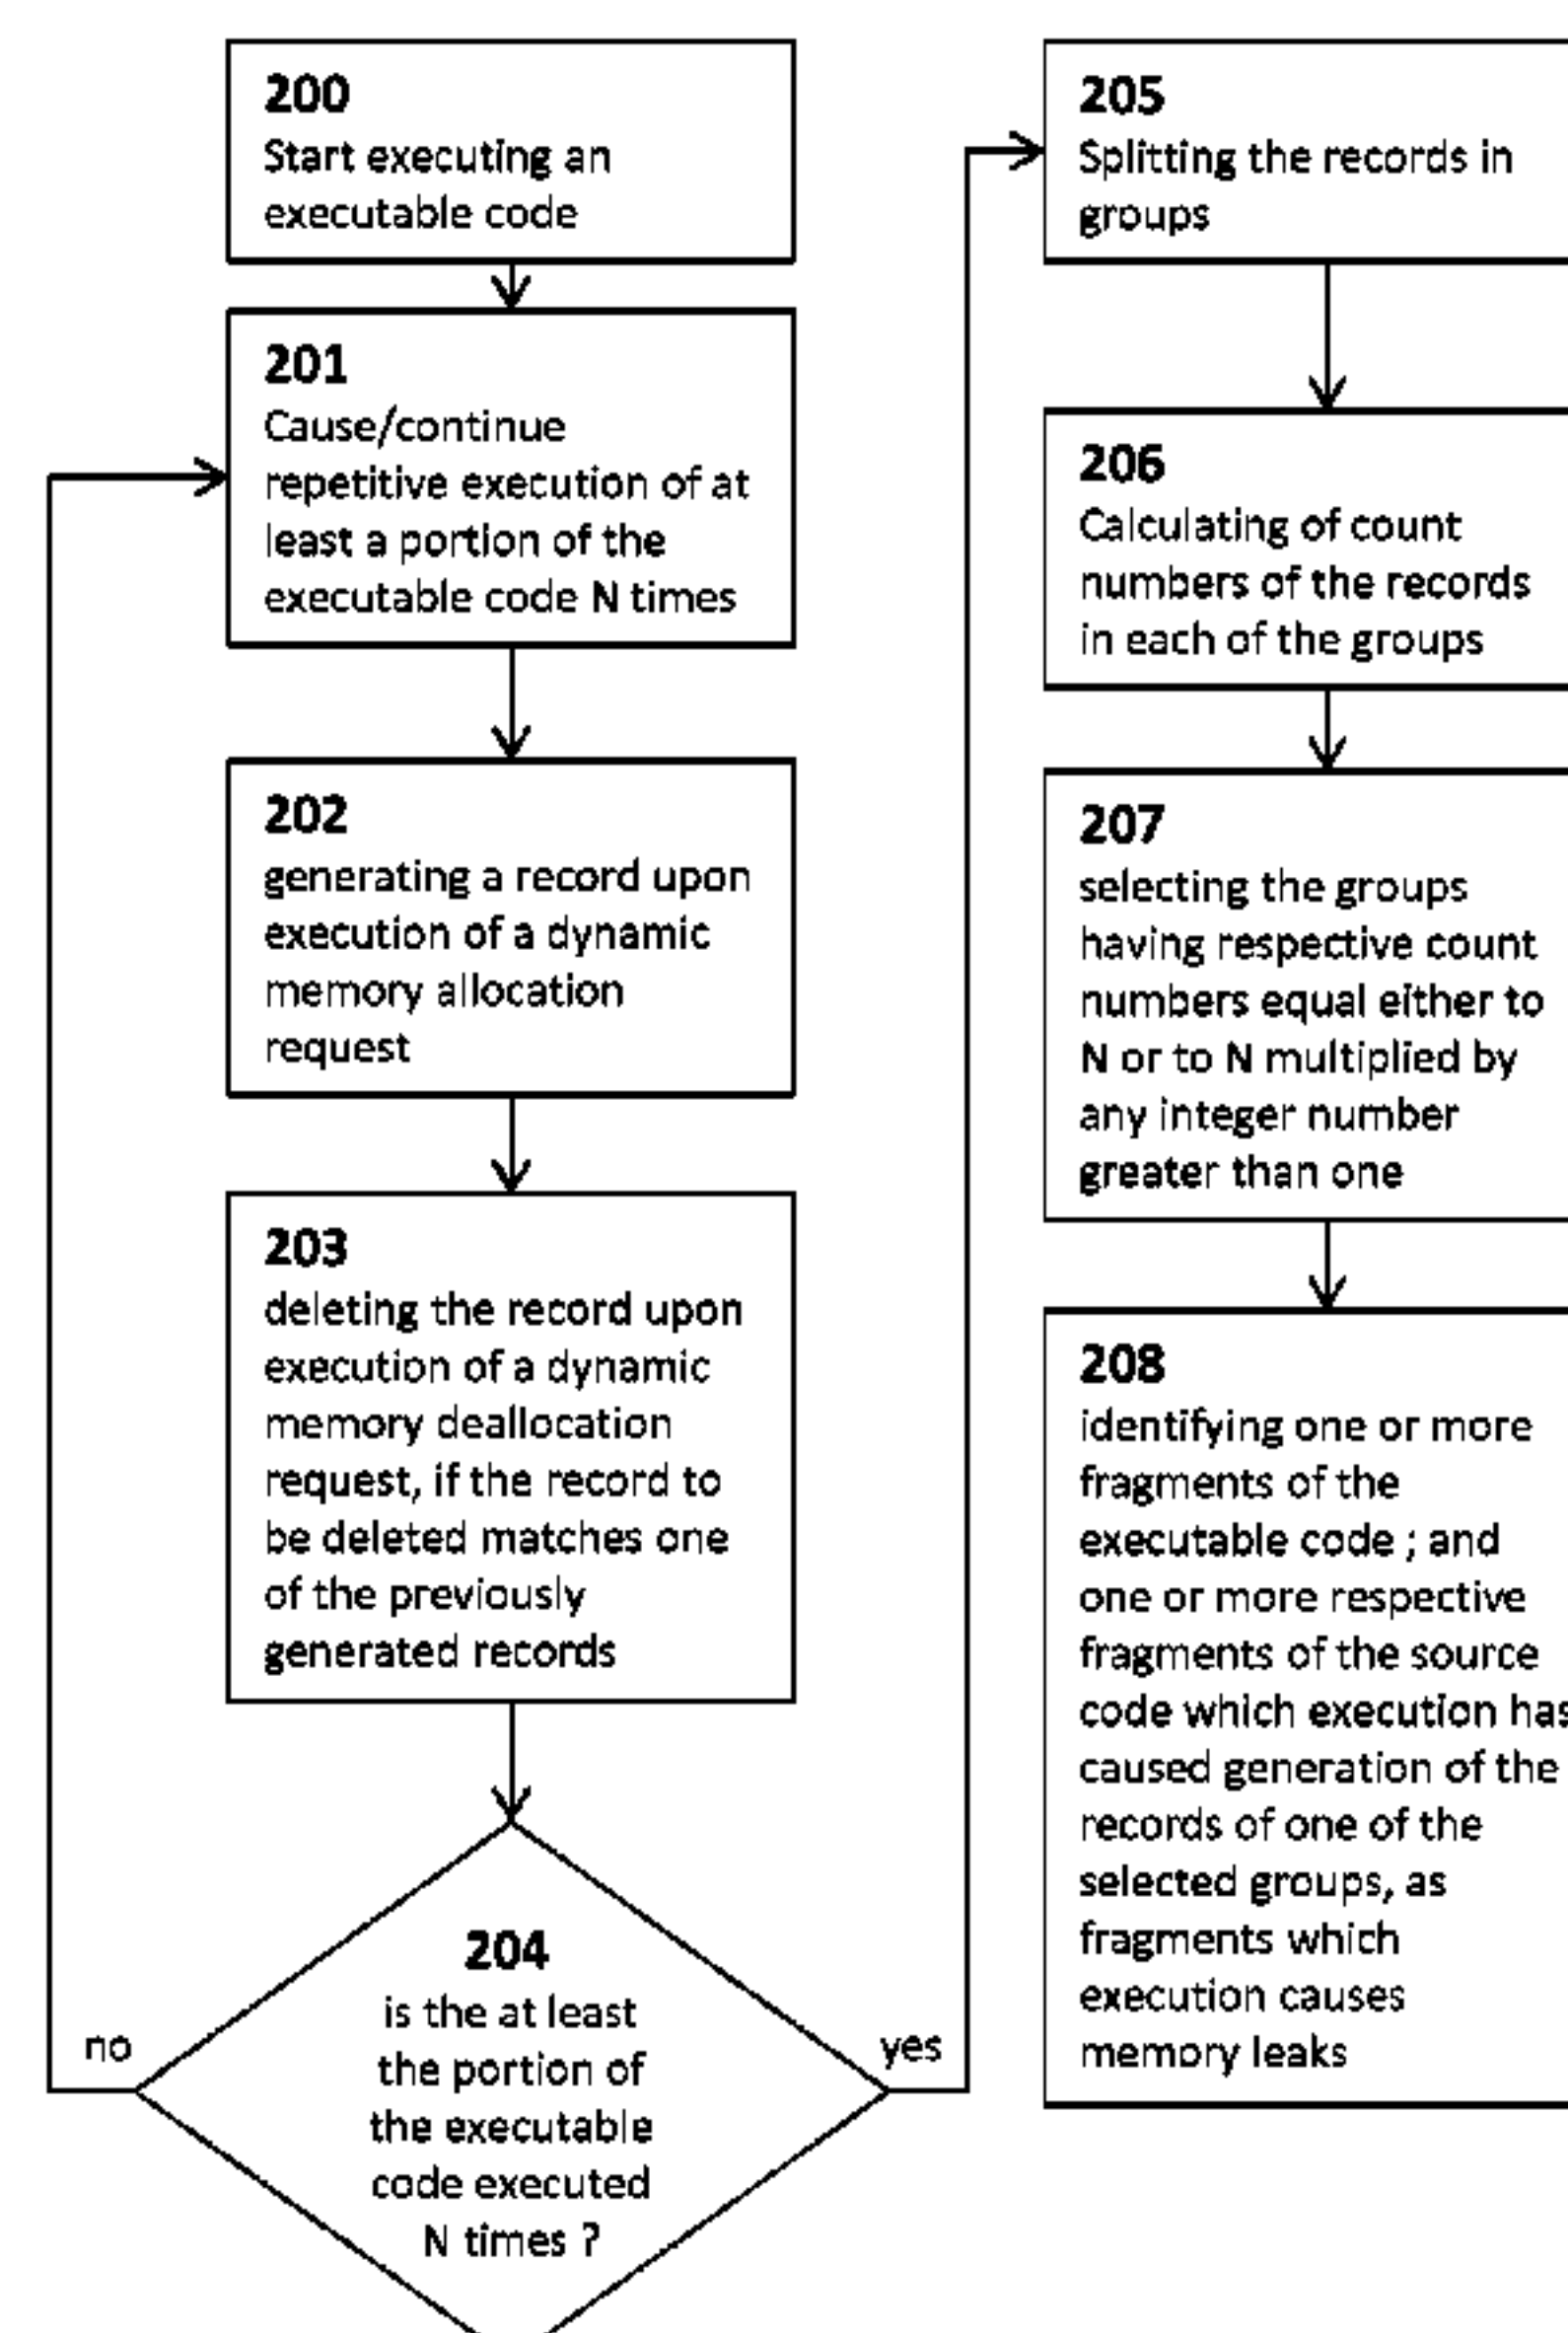 200
Start executing an
executable code
201
Cause/continue
repetitive execution of at
least a portion of the
executable code N times
202
generating a record upon
execution of a dynamic
memory allocation
request
203
deleting the record upon
execution of a dynamic
memory deallocation
request, if the record to
be deleted matches one
of the previously
generated records
204
is the at least
the portion of
the executable
code executed
N times ?
no
yes
205
Splitting the records in
groups
206
Calculating of count
numbers of the records
in each of the groups
207
selecting the groups
having respective count
numbers equal either to
N or to N multiplied by
any integer number
greater than one
208
identifying one or more
fragments of the
executable code ; and
one or more respective
fragments of the source
code which execution has
caused generation of the
records of one of the
selected groups, as
fragments which
execution causes
memory leaks